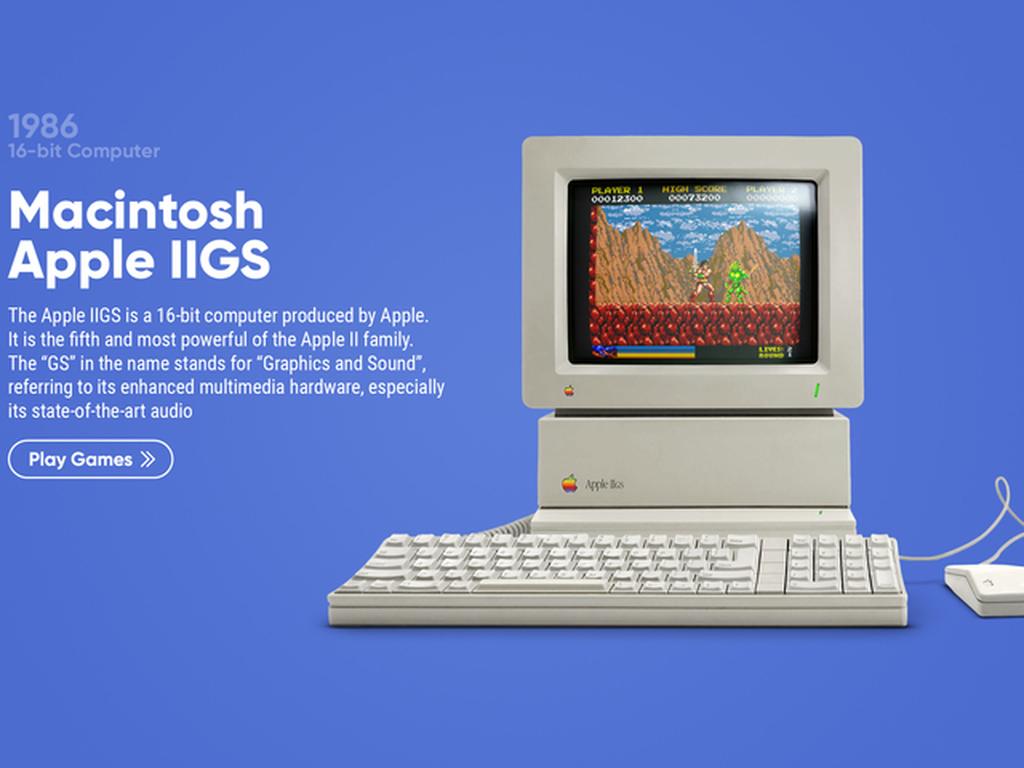 1986
16-bit Computer
Macintosh
Apple IIGS
The Apple IIGS is a 16-bit computer produced by Apple.
It is the fifth and most powerful of the Apple II family.
The “GS” in the name stands for “Graphics and Sound”,
referring to its enhanced multimedia hardware, especially
its state-of-the-art audio
Play Games
PLAYER 1 HIGH SCORE PLAYER 2
00012300 00073200 00000000
LIVES: 2
ROUND 1
Apple IIGS